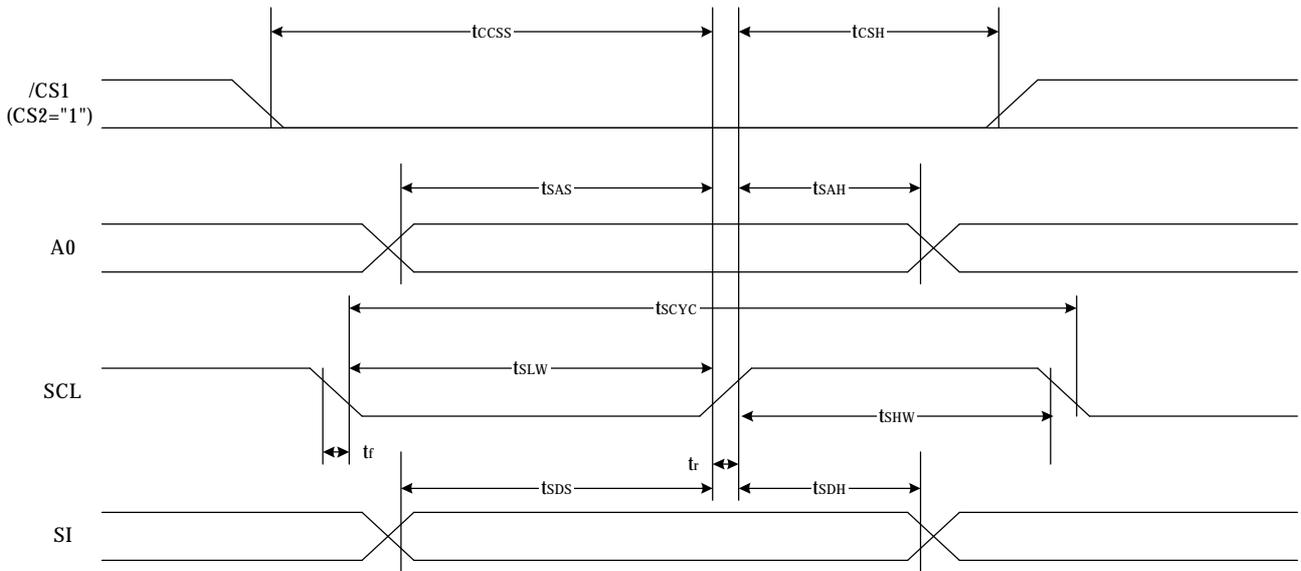 tCCSS
tCSH
/CS1
(CS2="1")
tSAS
tSAH
A0
tSCYC
tSLW
SCL
tSHW
tf
tr
tSDS
tSDH
SI